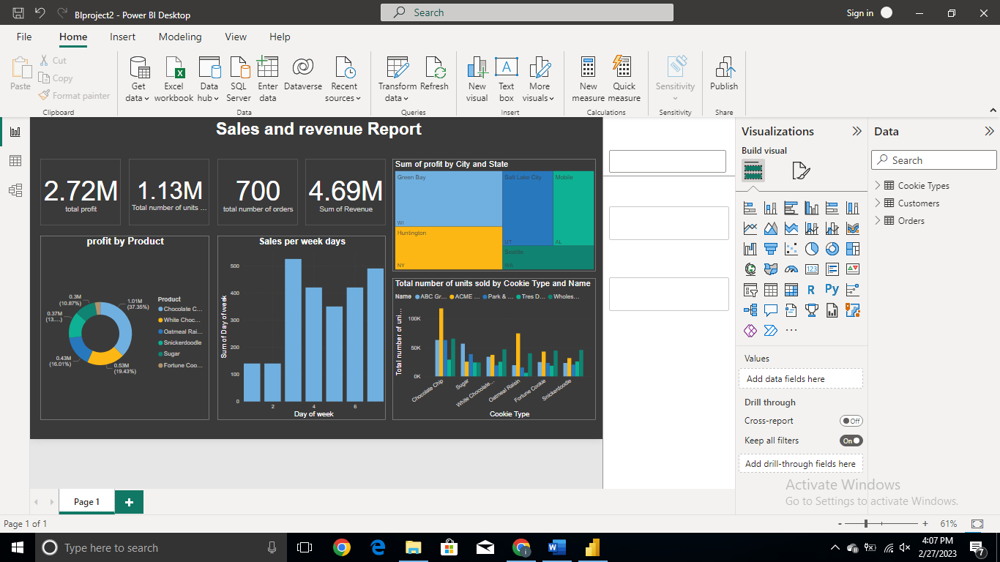 BIproject2 - Power BI Desktop
Search
Sign in
File Home Insert Modeling View Help
Paste
Cut
Copy
Format painter
Clipboard
Get data
Excel workbook
Data hub
SQL Server
Enter data
Dataverse
Recent sources
Data
Transform data
Refresh
Queries
New visual
Text box
More visuals
Insert
New measure
Quick measure
Calculations
Sensitivity
Sensitivity
Publish
Share
Sales and revenue Report
2.72M
total profit
1.13M
Total number of units ...
700
total number of orders
4.69M
Sum of Revenue
Sum of profit by City and State
Green Bay
WI
Huntington
NY
Salt Lake City
UT
Mobile
AL
Seattle
WA
profit by Product
0.3M
(10.87%)
0.37M
(13....)
0.43M
(16.01%)
1.01M
(37.35%)
0.53M
(19.43%)
Product
Chocolate C...
White Choc...
Oatmeal Rai...
Snickerdoodle
Sugar
Fortune Coo...
Sales per week days
Sum of Day of week
500
400
300
200
100
0
2 4 6
Day of week
Total number of units sold by Cookie Type and Name
Name ABC Gr... ACME ... Park & ... Tres D... Wholes...
Total number of uni...
100K
50K
0K
Chocolate Chip
Sugar
White Chocolate...
Oatmeal Raisin
Fortune Cookie
Snickerdoodle
Cookie Type
Visualizations
Build visual
123
R
Py
Values
Add data fields here
Drill through
Cross-report Off
Keep all filters On
Add drill-through fields here
Data
Search
Cookie Types
Customers
Orders
Activate Windows
Go to Settings to activate Windows.
Page 1
Page 1 of 1
- + 61%
Type here to search
4:07 PM
2/27/2023
7